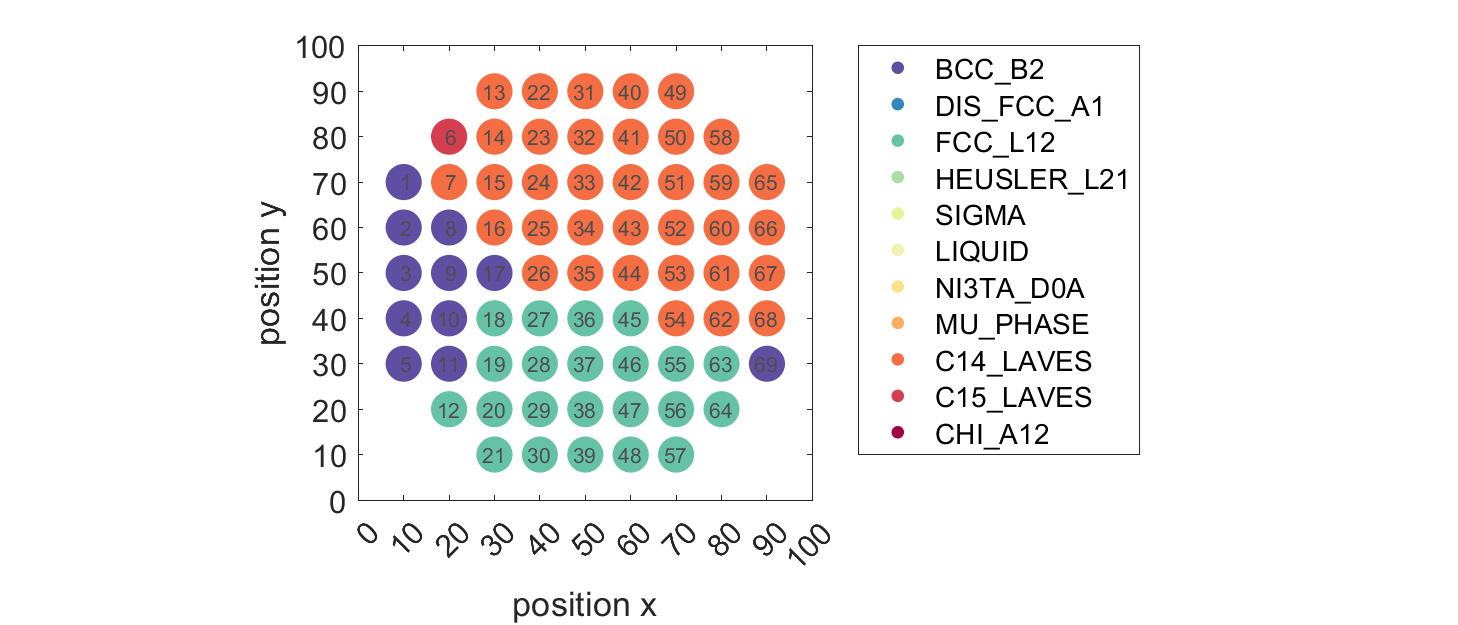 100
90 13 22 31 40 49
80 6 14 23 32 41 50 58
70 1 7 15 24 33 42 51 59 65
60 2 8 16 25 34 43 52 60 66
50 3 9 17 26 35 44 53 61 67
40 4 10 18 27 36 45 54 62 68
30 5 11 19 28 37 46 55 63 69
20 12 20 29 38 47 56 64
10 21 30 39 48 57
0
0 10 20 30 40 50 60 70 80 90 100
position x
position y
BCC_B2
DIS_FCC_A1
FCC_L12
HEUSLER_L21
SIGMA
LIQUID
NI3TA_D0A
MU_PHASE
C14_LAVES
C15_LAVES
CHI_A12